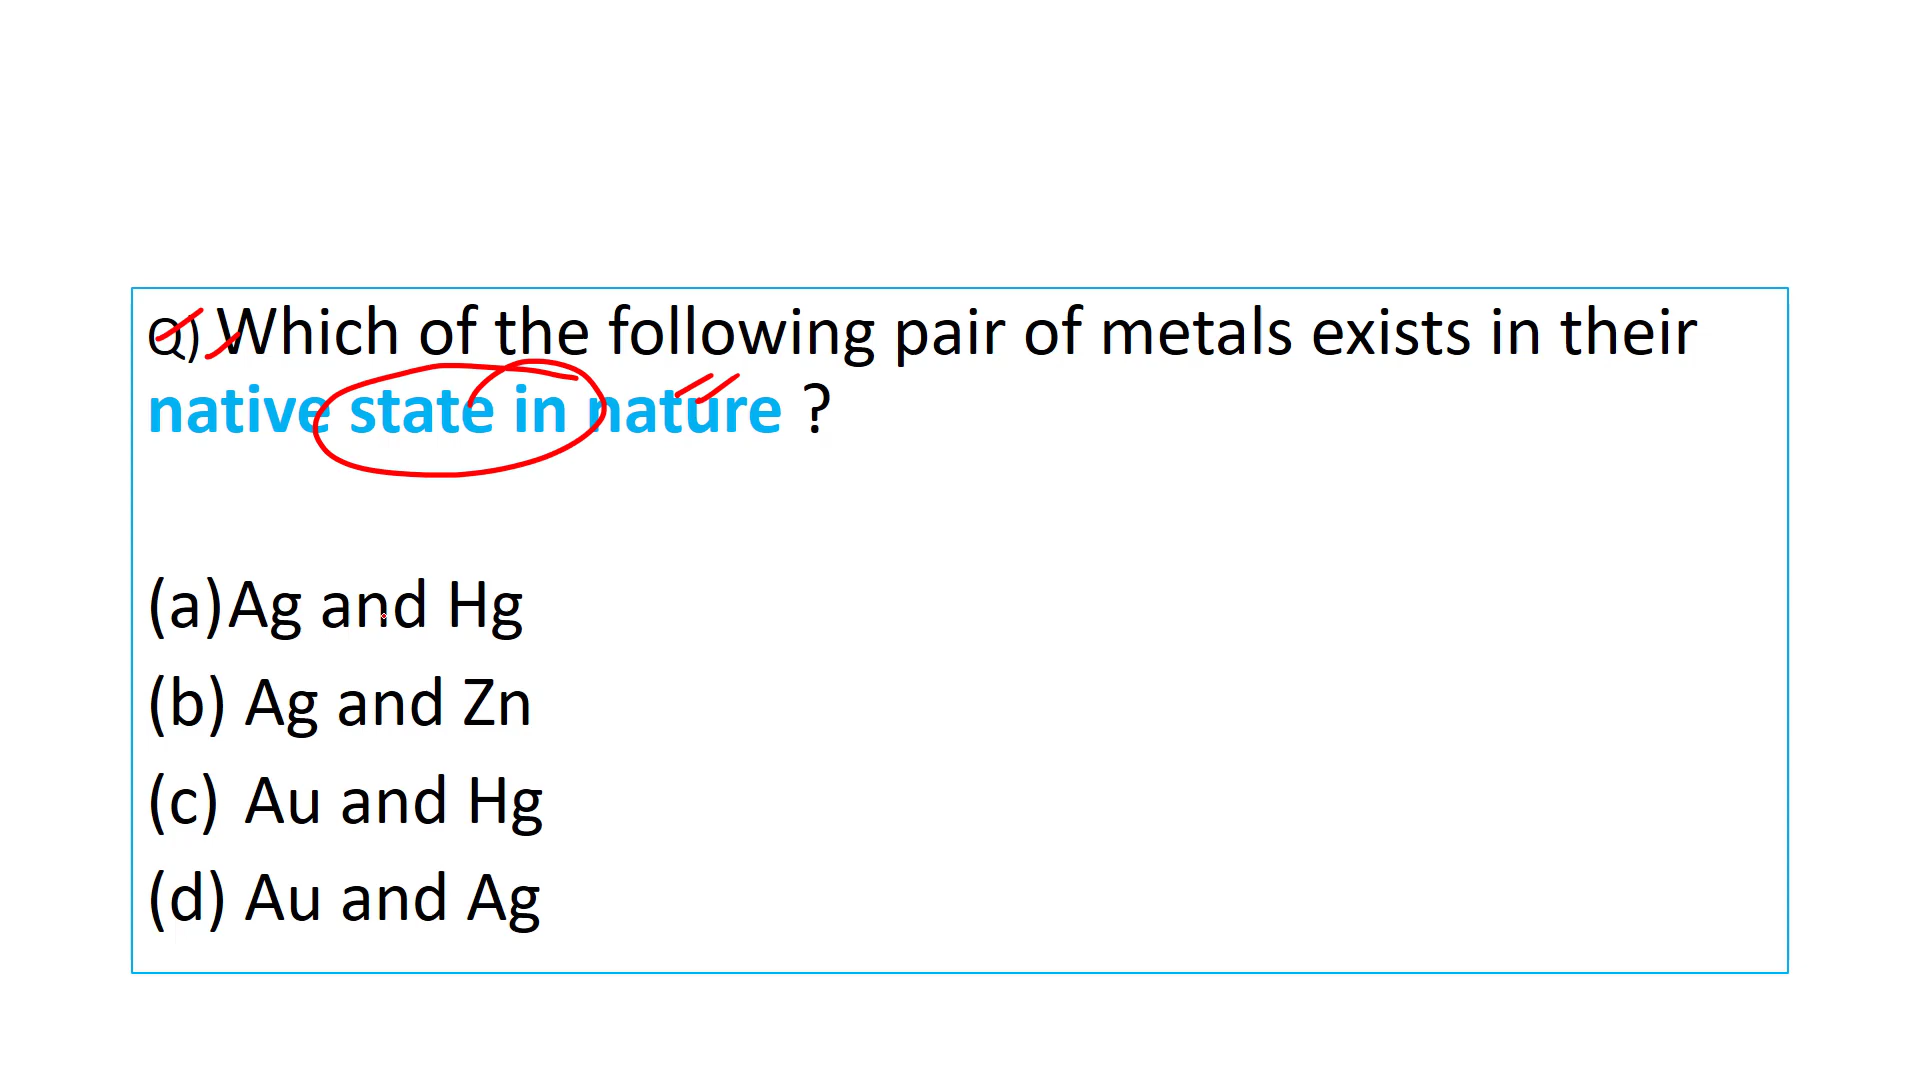 Q) Which of the following pair of metals exists in their
native state in nature ?
(a)Ag and Hg
(b) Ag and Zn
(c) Au and Hg
(d) Au and Ag